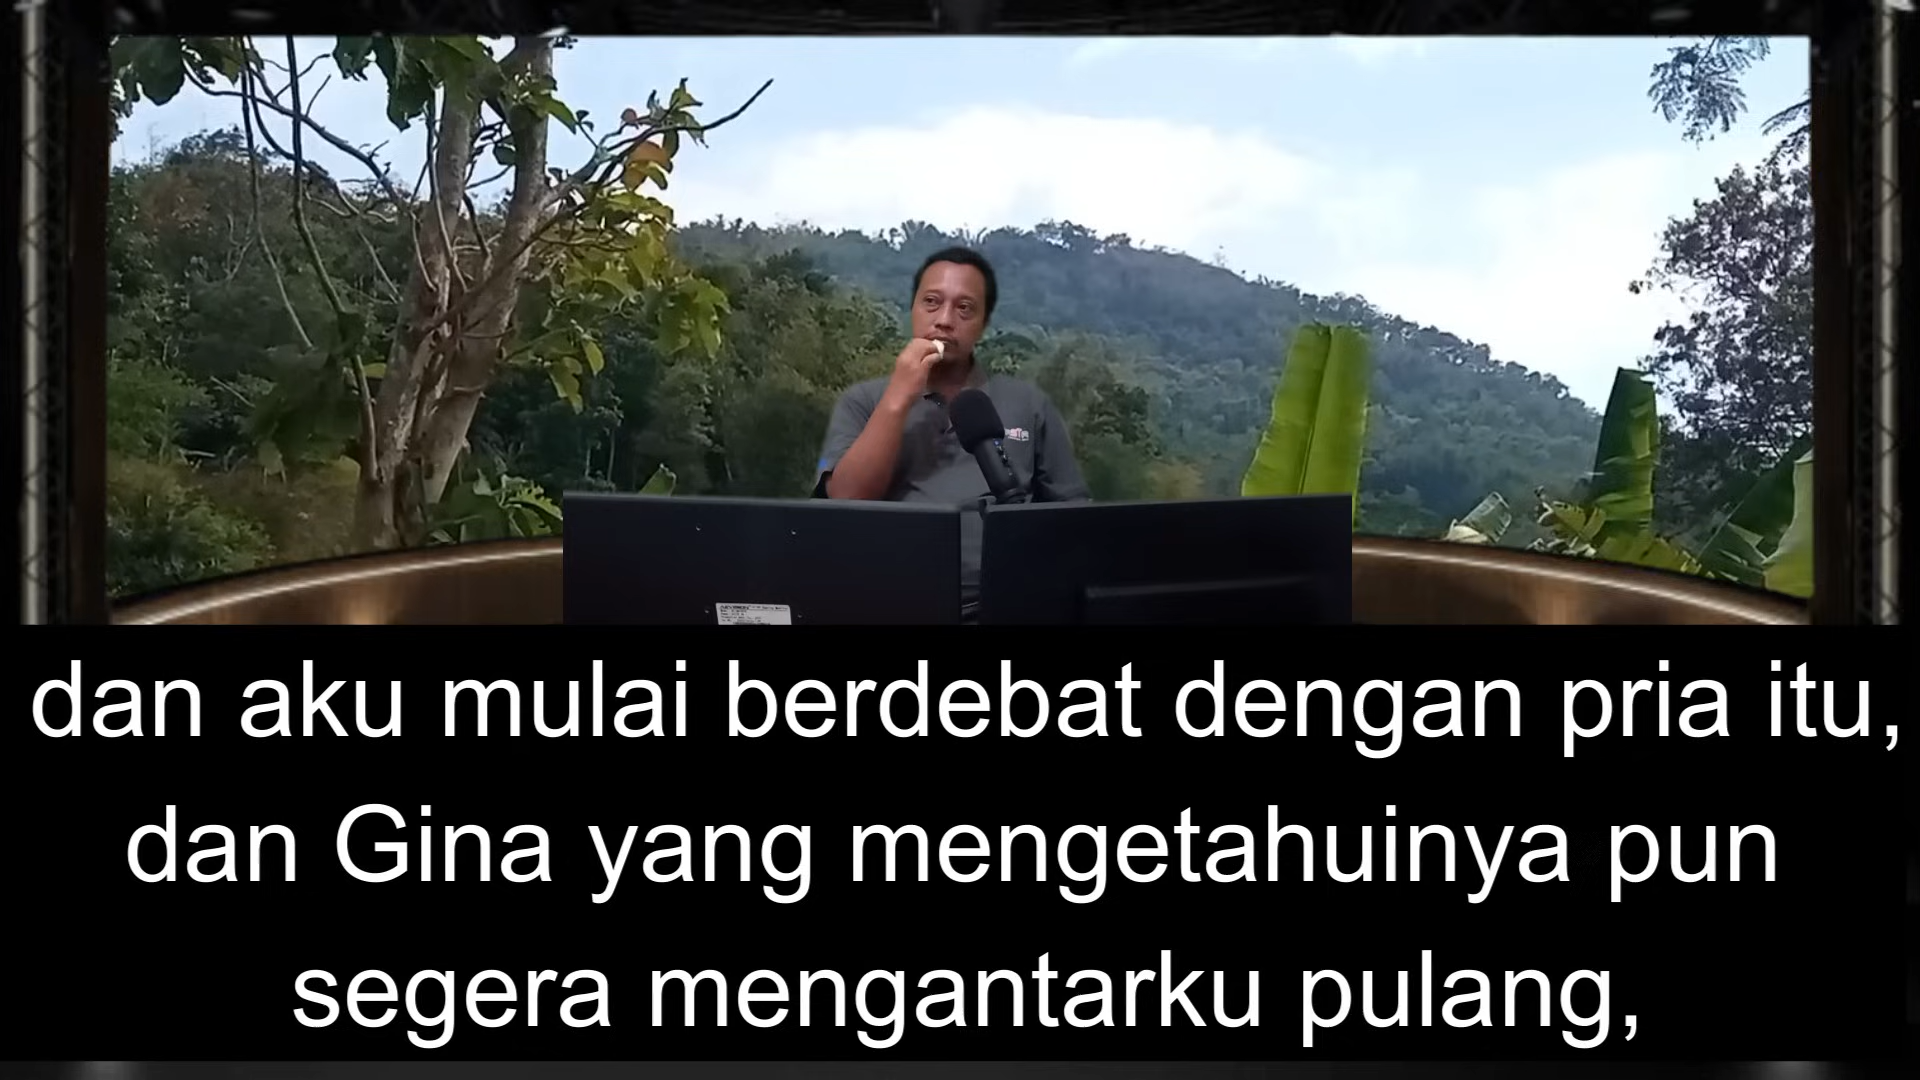 dan aku mulai berdebat dengan pria itu,
dan Gina yang mengetahuinya pun
segera mengantarku pulang,